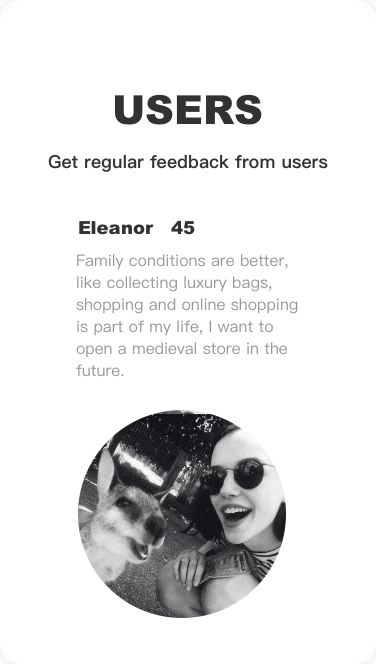 USERS
Get regular feedback from users
Eleanor 45
Family conditions are better,
like collecting luxury bags,
shopping and online shopping
is part of my life, I want to
open a medieval store in the
future.